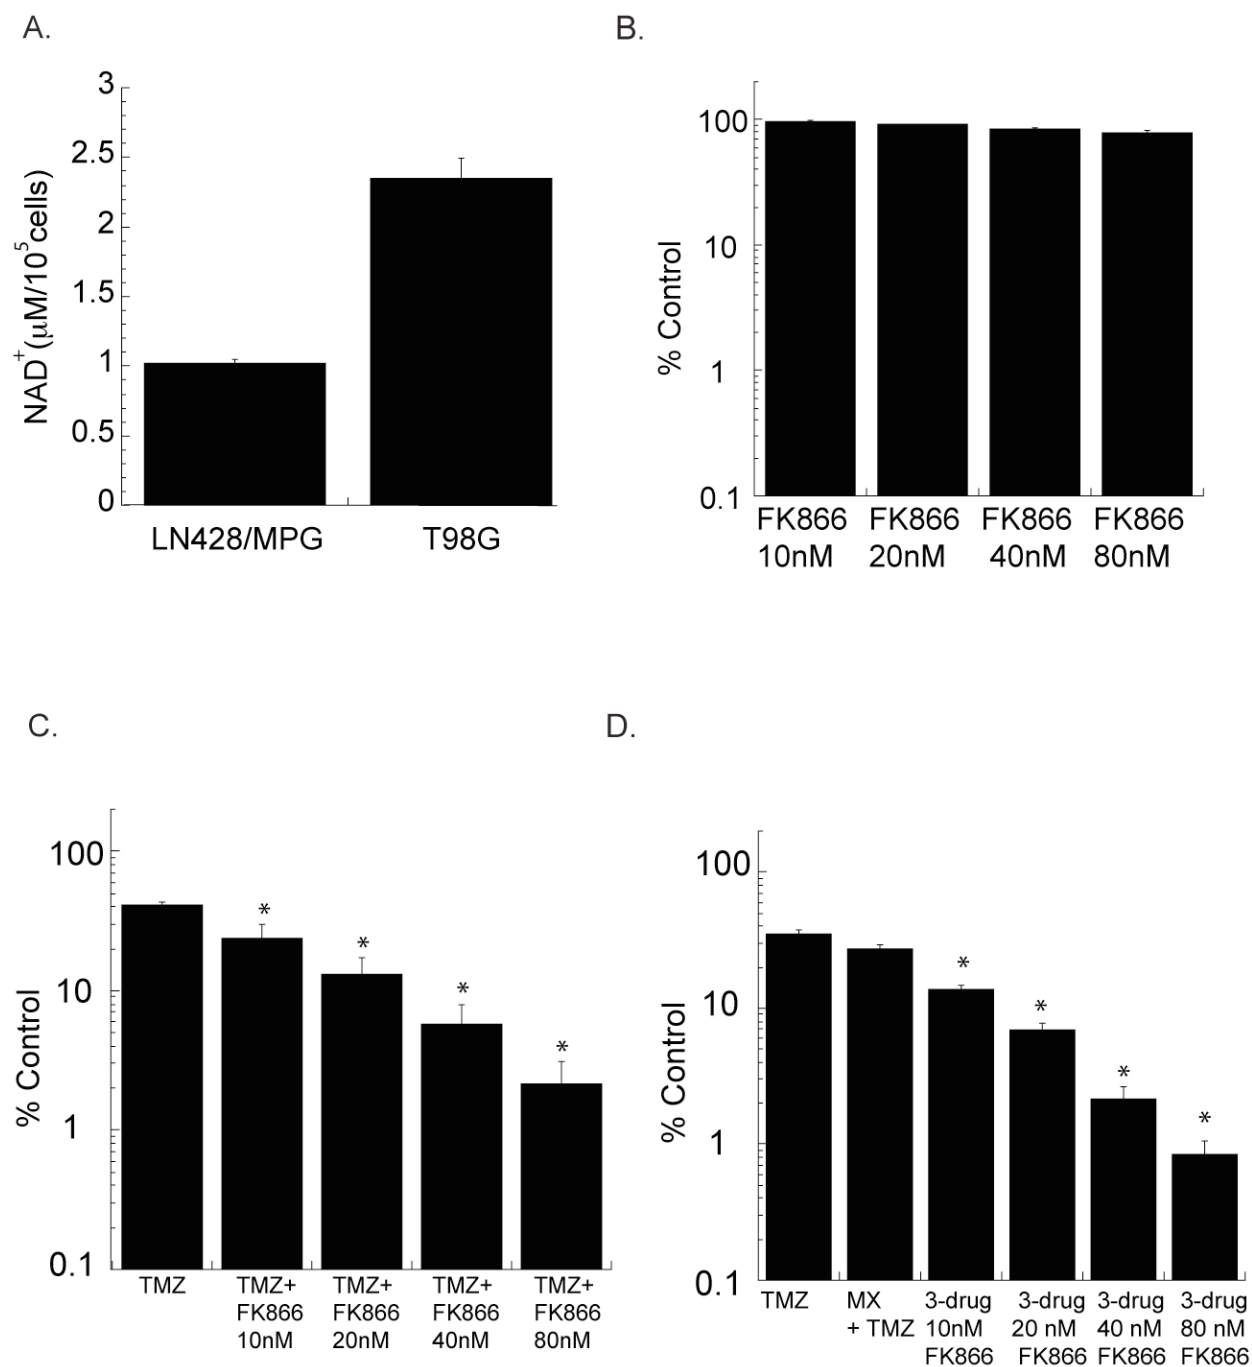 A.
3
2.5
2
1.5
1
0.5
0
NAD⁺(μM/10⁵cells)
LN428/MPG
T98G
B.
100
10
1
0.1
% Control
FK866 FK866 FK866 FK866
10nM 20nM 40nM 80nM
C.
100
10
1
0.1
% Control
* * * *
TMZ TMZ+ TMZ+ TMZ+ TMZ+
FK866 FK866 FK866 FK866
10nM 20nM 40nM 80nM
D.
100
10
1
0.1
% Control
* * * *
TMZ MX 3-drug 3-drug 3-drug 3-drug
+ TMZ 10nM 20 nM 40 nM 80 nM
FK866 FK866 FK866 FK866